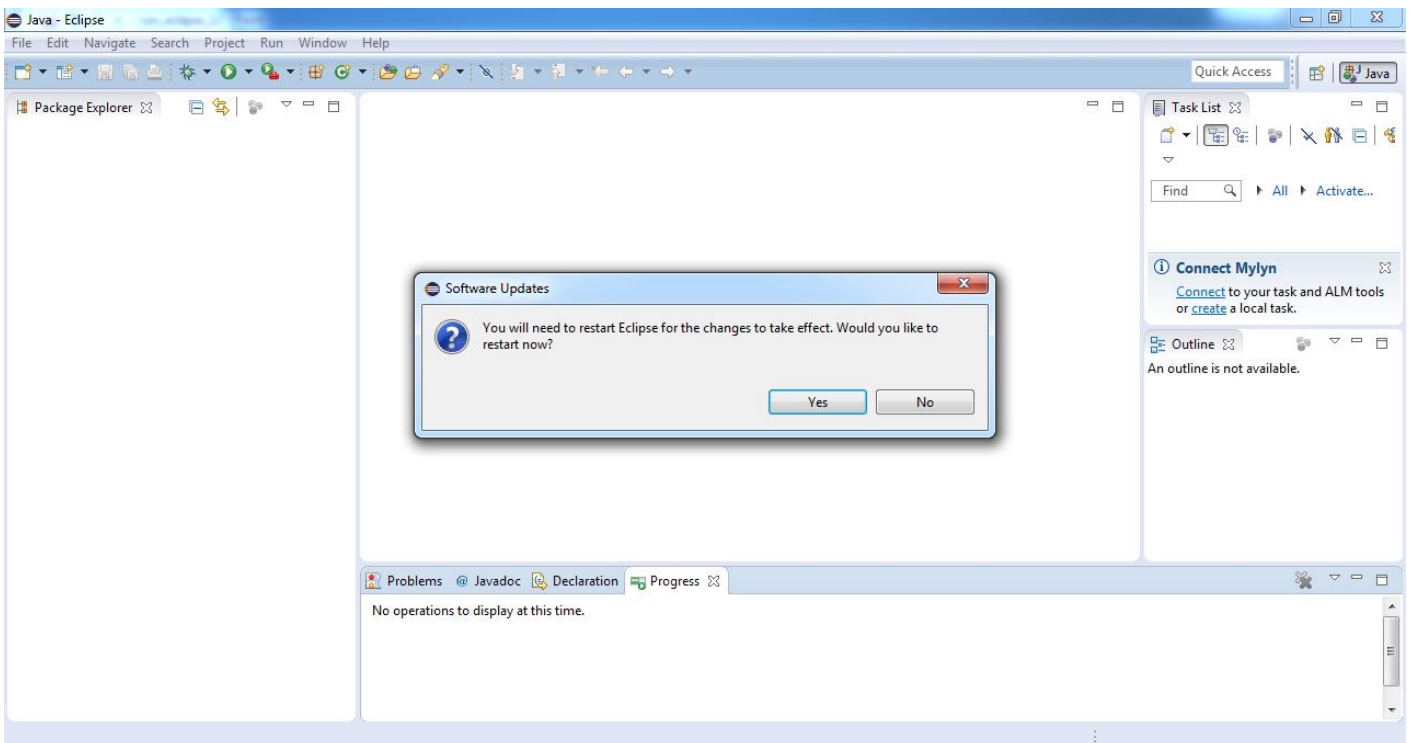 Java - Eclipse
File Edit Navigate Search Project Run Window Help
Quick Access
Java
Package Explorer
Task List
Find
All
Activate...
Connect Mylyn
Connect to your task and ALM tools
or create a local task.
Software Updates
You will need to restart Eclipse for the changes to take effect. Would you like to
restart now?
Yes No
Outline
An outline is not available.
Problems @ Javadoc Declaration Progress
No operations to display at this time.